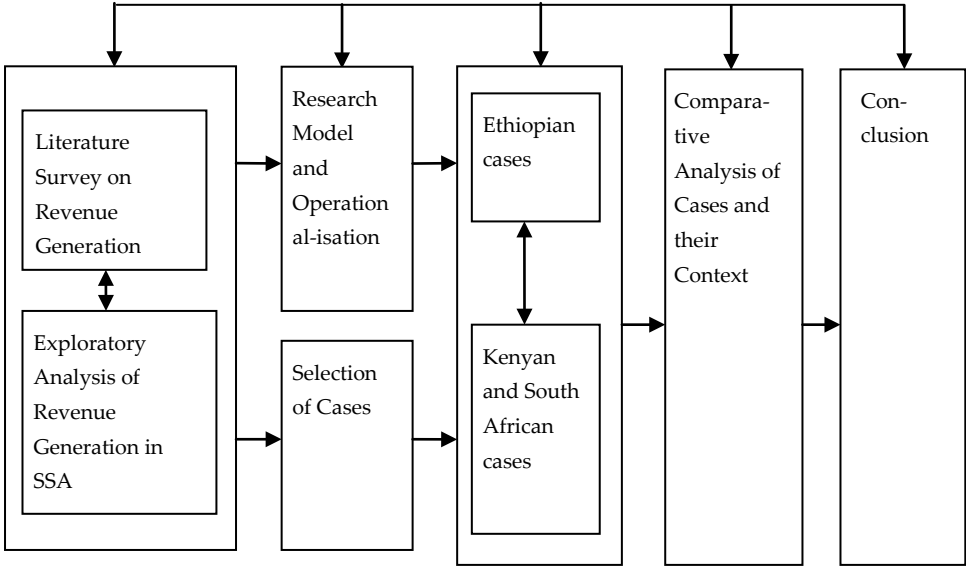 Literature
Survey on
Revenue
Generation
Exploratory
Analysis of
Revenue
Generation in
SSA
Research
Model
and
Operation
al-isation
Selection
of Cases
Ethiopian
cases
Kenyan
and South
African
cases
Compara-
tive
Analysis of
Cases and
their
Context
Con-
clusion